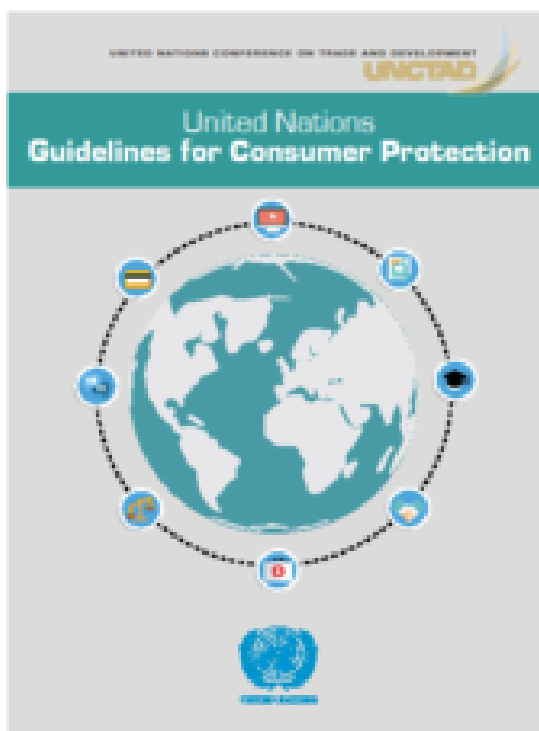 UNITED NATIONS CONFERENCE ON TRADE AND DEVELOPMENT
UNCTAD
United Nations
Guidelines for Consumer Protection